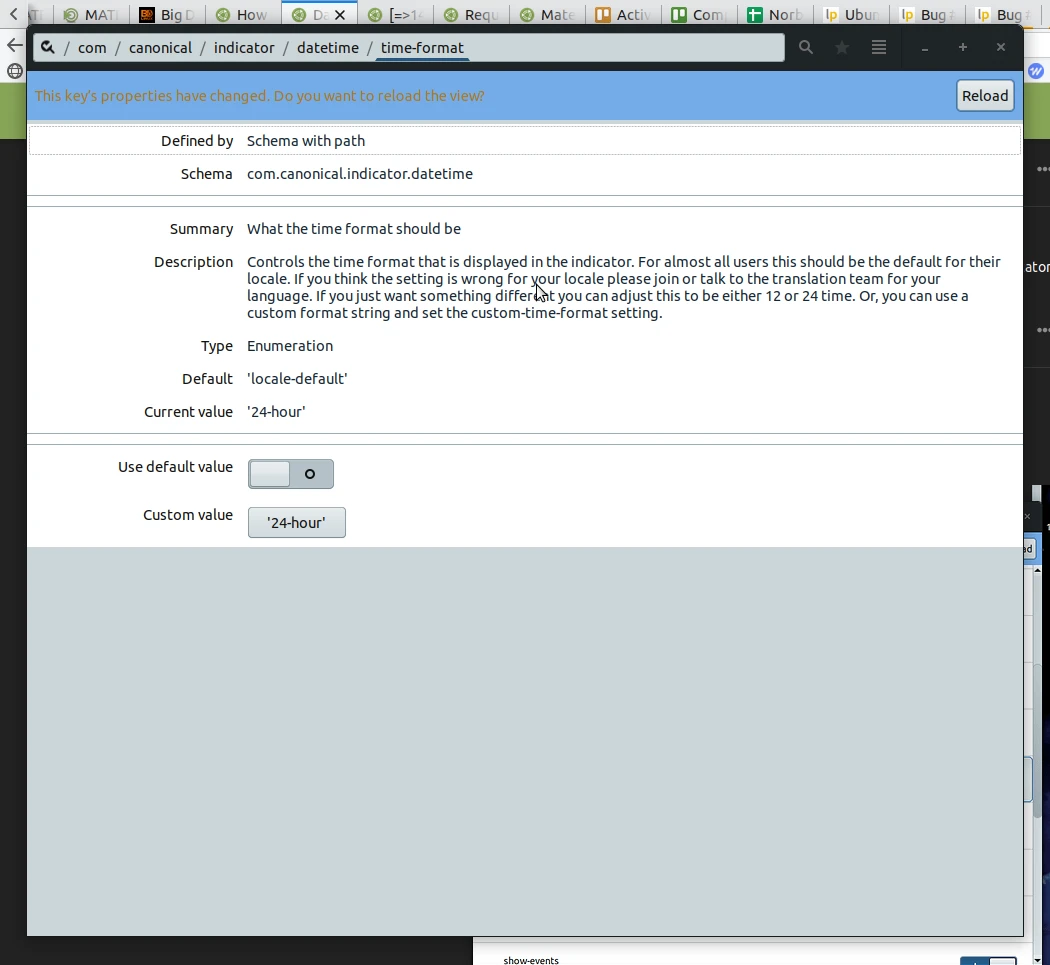 MAT
Big D
How
Da
[=>14
Requ
Mate
Activ
Com
Norb
lp Ubun
lp Bug #
lp Bug #
/ com / canonical / indicator / datetime / time-format
This key's properties have changed. Do you want to reload the view?
Reload
Defined by Schema with path
Schema com.canonical.indicator.datetime
Summary What the time format should be
Description Controls the time format that is displayed in the indicator. For almost all users this should be the default for their
locale. If you think the setting is wrong for your locale please join or talk to the translation team for your
language. If you just want something different you can adjust this to be either 12 or 24 time. Or, you can use a
custom format string and set the custom-time-format setting.
Type Enumeration
Default 'locale-default'
Current value '24-hour'
Use default value
Custom value '24-hour'
ator
ad
show-events